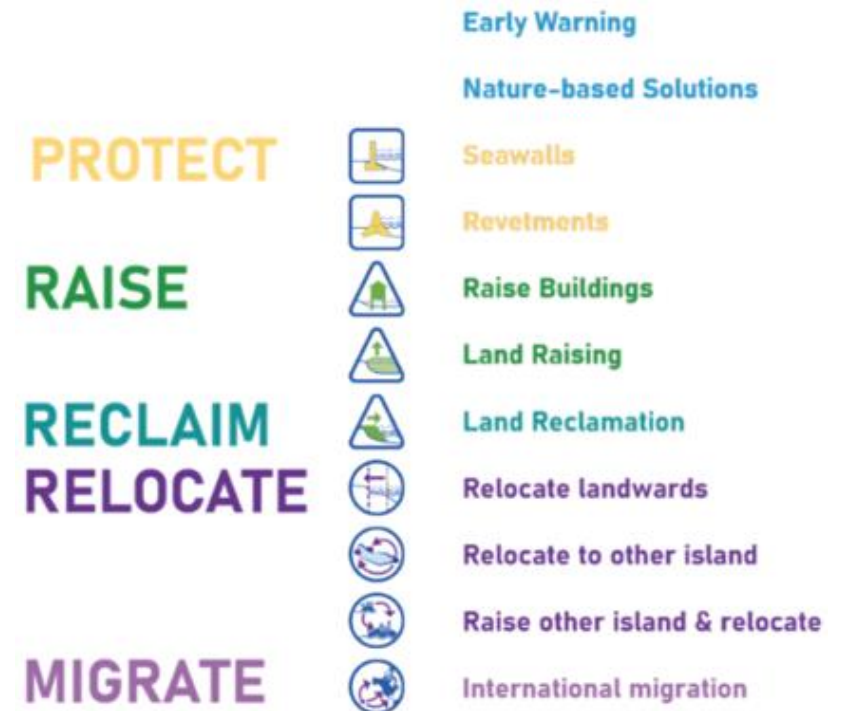 Early Warning
Nature-based Solutions
PROTECT Seawalls
Revetments
RAISE Raise Buildings
Land Raising
RECLAIM Land Reclamation
RELOCATE Relocate landwards
Relocate to other island
Raise other island & relocate
MIGRATE International migration